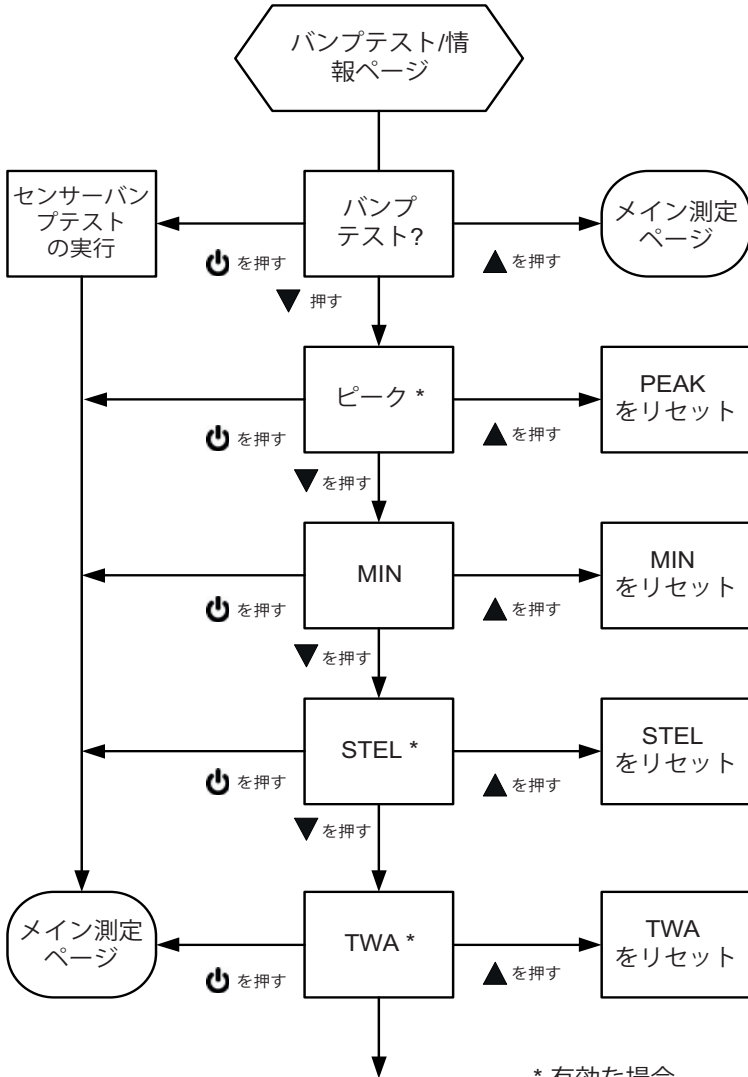 バンプテスト/情
報ページ
センサーバン
プテスト
の実行
バンプ
テスト?
メイン測定
ページ
を押す
▲を押す
▼ 押す
ピーク *
PEAK
をリセット
を押す
▲を押す
▼を押す
MIN
MIN
をリセット
を押す
▲を押す
▼を押す
STEL *
STEL
をリセット
を押す
▲を押す
▼を押す
メイン測定
ページ
TWA *
TWA
をリセット
を押す
▲を押す